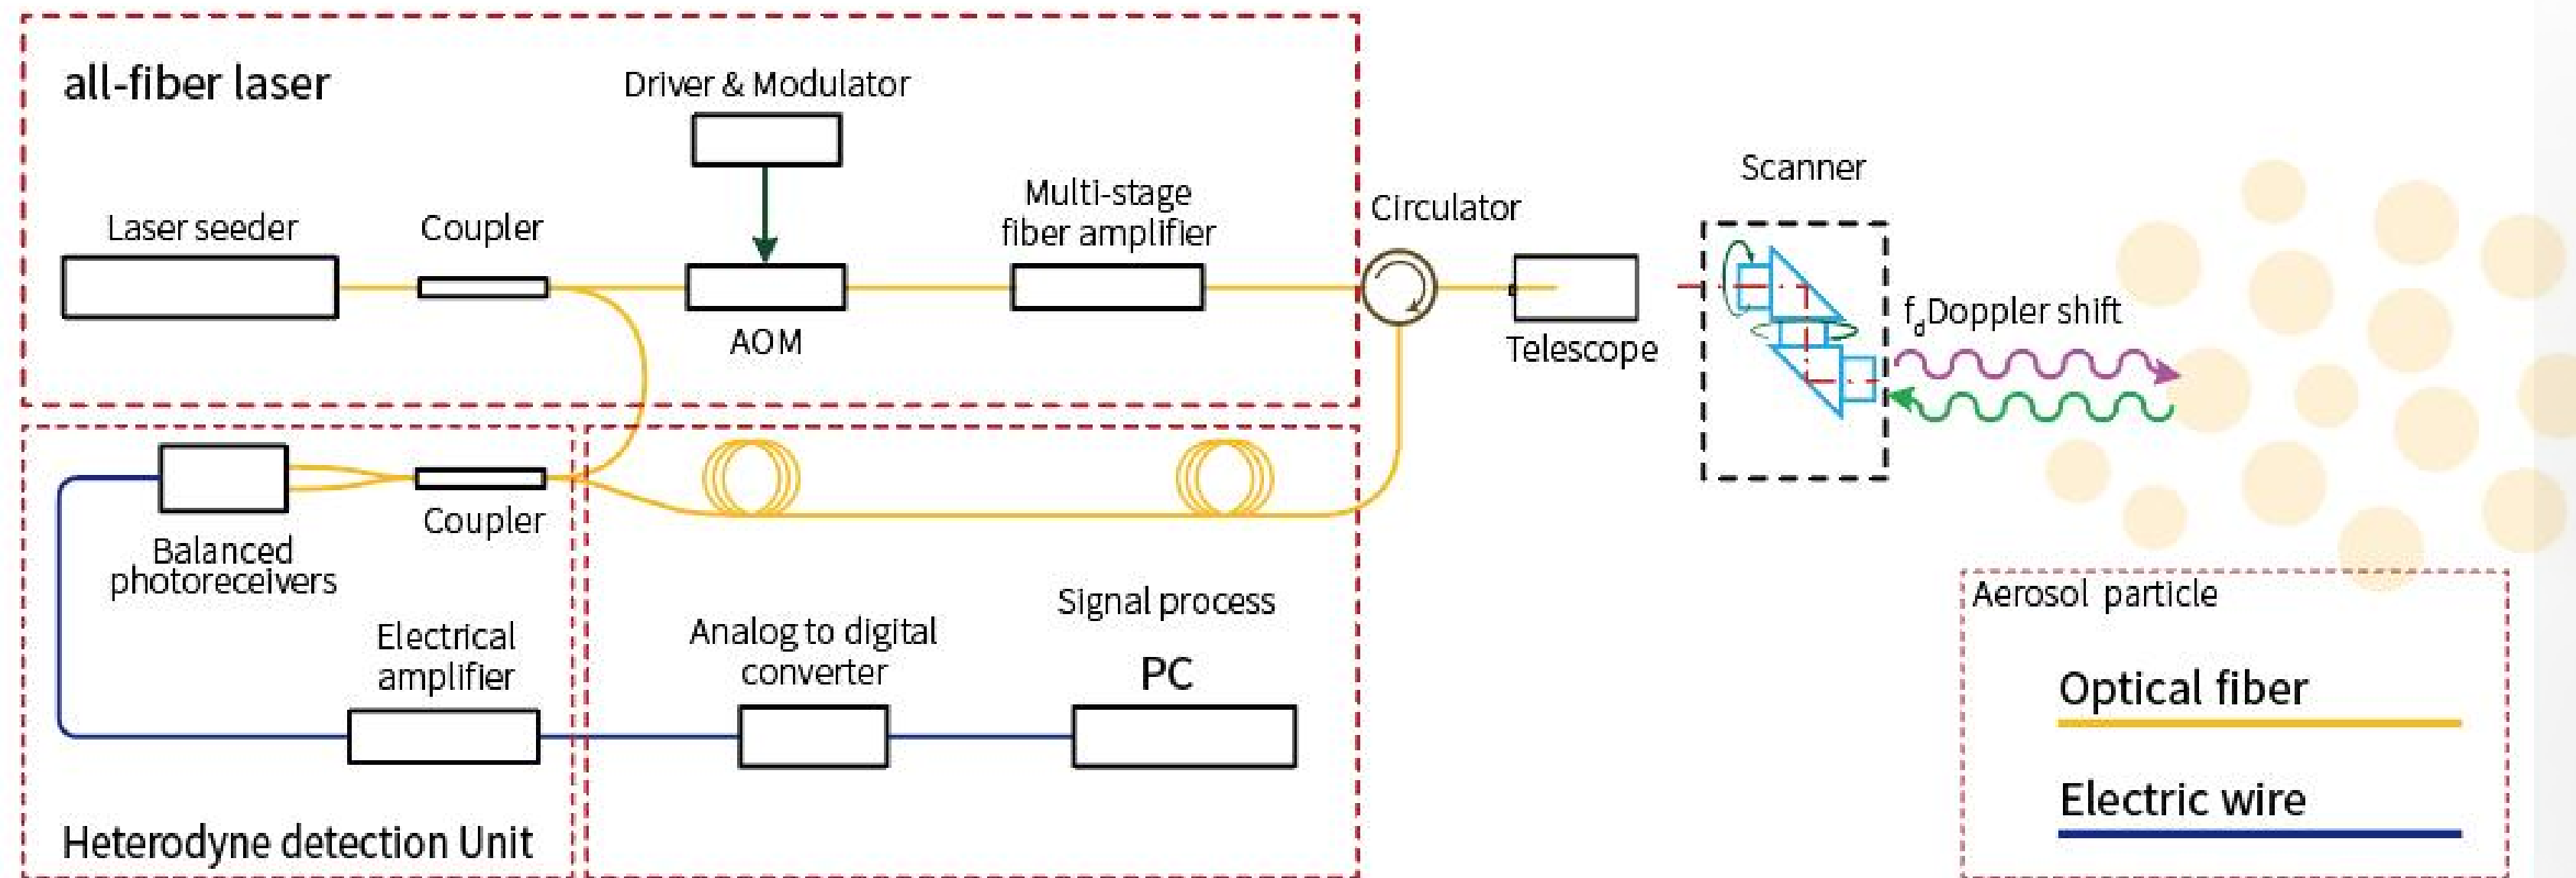 all-fiber laser
Driver & Modulator
Laser seeder
Coupler
Multi-stage
fiber amplifier
AOM
Circulator
Telescope
Scanner
fdDoppler shift
Balanced
photoreceivers
Coupler
Electrical
amplifier
Heterodyne detection Unit
Analog to digital
converter
Signal process
PC
Aerosol particle
Optical fiber
Electric wire